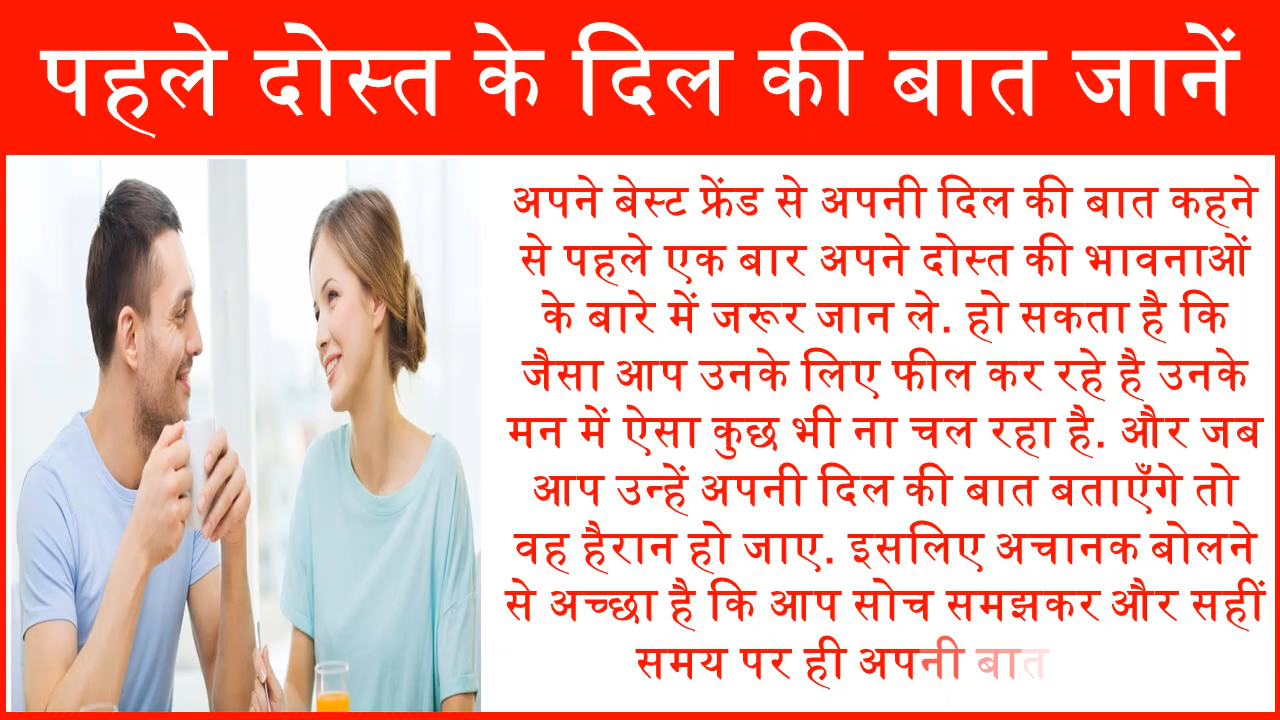 पहले दोस्त के दिल की बात जानें
अपने बेस्ट फ्रेंड से अपनी दिल की बात कहने
से पहले एक बार अपने दोस्त की भावनाओं
के बारे में जरूर जान ले. हो सकता है कि
जैसा आप उनके लिए फील कर रहे है उनके
मन में ऐसा कुछ भी ना चल रहा है. और जब
आप उन्हें अपनी दिल की बात बताएँगे तो
वह हैरान हो जाए. इसलिए अचानक बोलने
से अच्छा है कि आप सोच समझकर और सहीं
समय पर ही अपनी बात